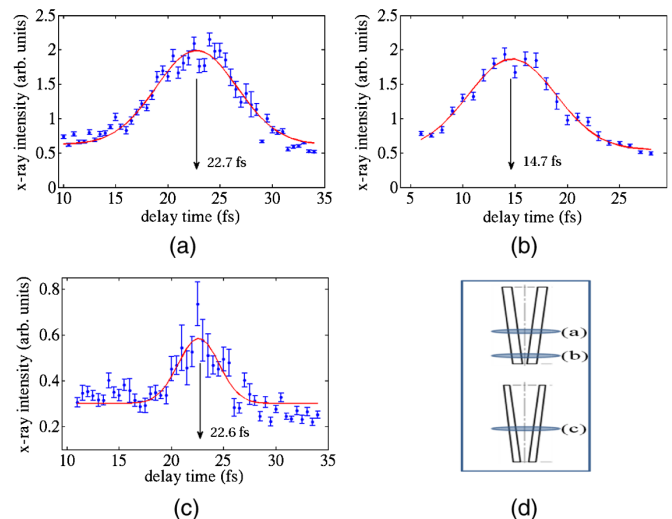 2.5
2
1.5
1
0.5
0
10 15 20 25 30 35
x-ray intensity (arb. units)
22.7 fs
delay time (fs)
(a)
2.5
2
1.5
1
0.5
0
5 10 15 20 25 30
x-ray intensity (arb. units)
14.7 fs
delay time (fs)
(b)
0.8
0.6
0.4
0.2
10 15 20 25 30 35
x-ray intensity (arb. units)
22.6 fs
delay time (fs)
(c)
(a)
(b)
(c)
(d)